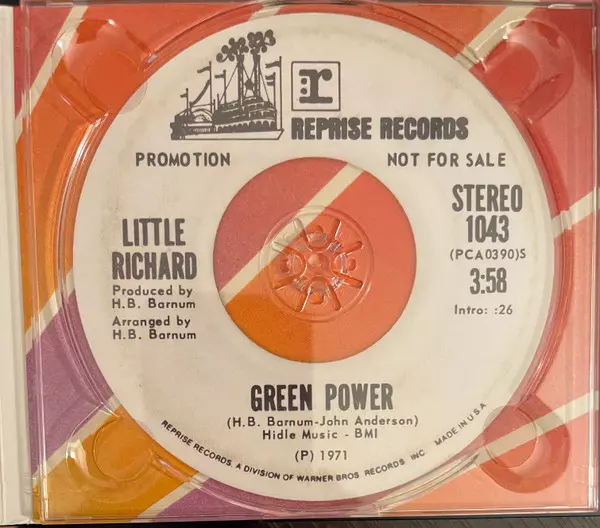 r
REPRISE RECORDS
PROMOTION
NOT FOR SALE
LITTLE
RICHARD
Produced by
H.B. Barnum
Arranged by
H.B. Barnum
STEREO
1043
(PCA0390)S
3:58
Intro: :26
GREEN POWER
(H.B. Barnum-John Anderson)
Hidle Music - BMI
(P) 1971
REPRISE RECORDS, A DIVISION OF WARNER BROS. RECORDS, INC. MADE IN U.S.A.